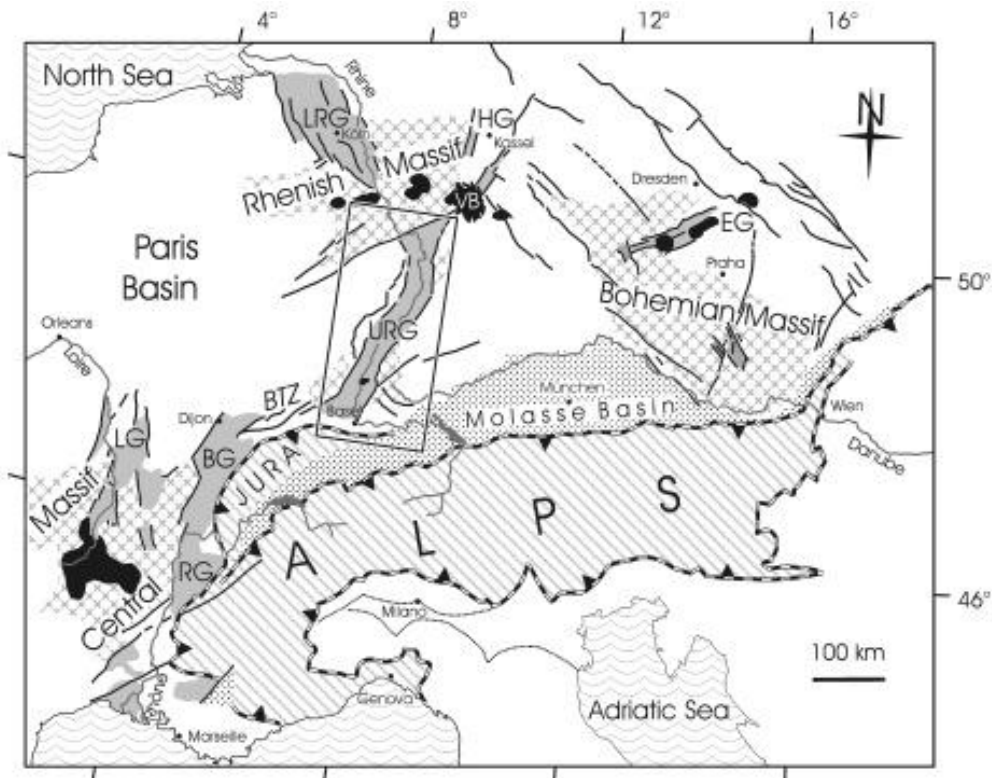 4°
8°
12°
16°
North Sea
Rhine
LRG
Köln
HG
Kassel
N
Rhenish Massif
VB
Dresden
EG
Praha
Paris
Basin
50°
Bohemian Massif
Orleans
Loire
URG
München
BTZ
Basel
Molasse Basin
Wien
Danube
Dijon
LG
BG
JURA
Massif
Central
RG
ALPS
46°
Milano
100 km
Genova
Rhône
Adriatic Sea
Marseille